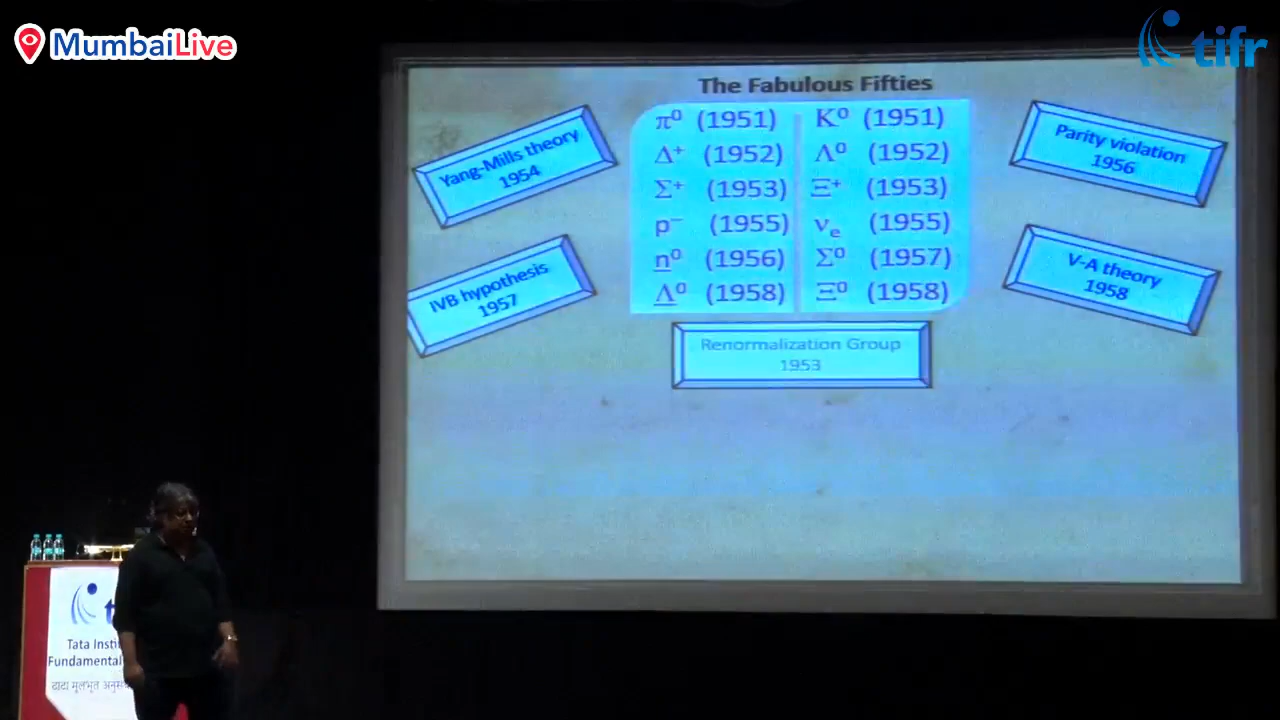 MumbaiLive
tifr
The Fabulous Fifties
Yang-Mills theory
1954
IVB hypothesis
1957
π⁰ (1951)
Δ⁺ (1952)
Σ⁺ (1953)
p⁻ (1955)
n⁰ (1956)
Λ⁰ (1958)
K⁰ (1951)
Λ⁰ (1952)
Ξ⁺ (1953)
νₑ (1955)
Σ⁰ (1957)
Ξ⁰ (1958)
Parity violation
1956
V-A theory
1958
Renormalization Group
1953
Tata
Fundamental
टाटा मूलभूत